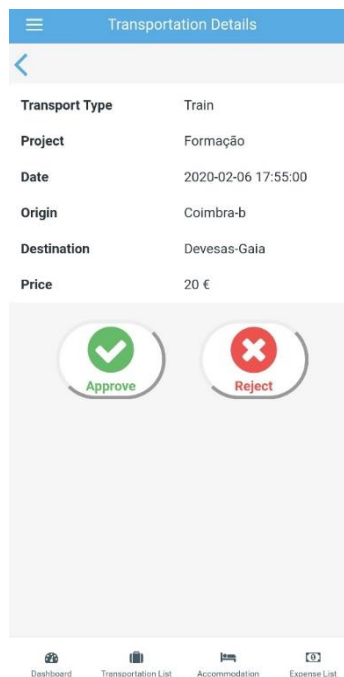 Transportation Details
Transport Type Train
Project Formação
Date 2020-02-06 17:55:00
Origin Coimbra-b
Destination Devesas-Gaia
Price 20 €
Approve Reject
Dashboard Transportation List Accommodation Expense List